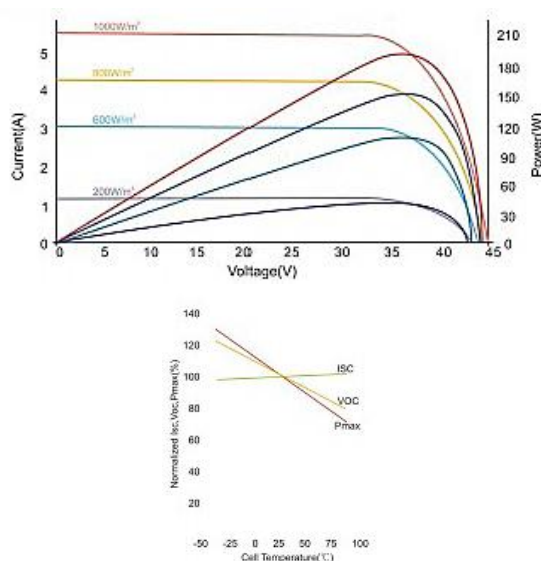 1000W/m²
800W/m²
600W/m²
200W/m²
Current(A)
5
4
3
2
1
0
Power(W)
210
180
150
120
90
60
30
0
0 5 10 15 20 25 30 35 40 45
Voltage(V)
Normalized Isc,Voc,Pmax(%)
140
120
100
80
60
40
20
ISC
VOC
Pmax
-50 -25 0 25 50 75 100
Cell Temperature(℃)